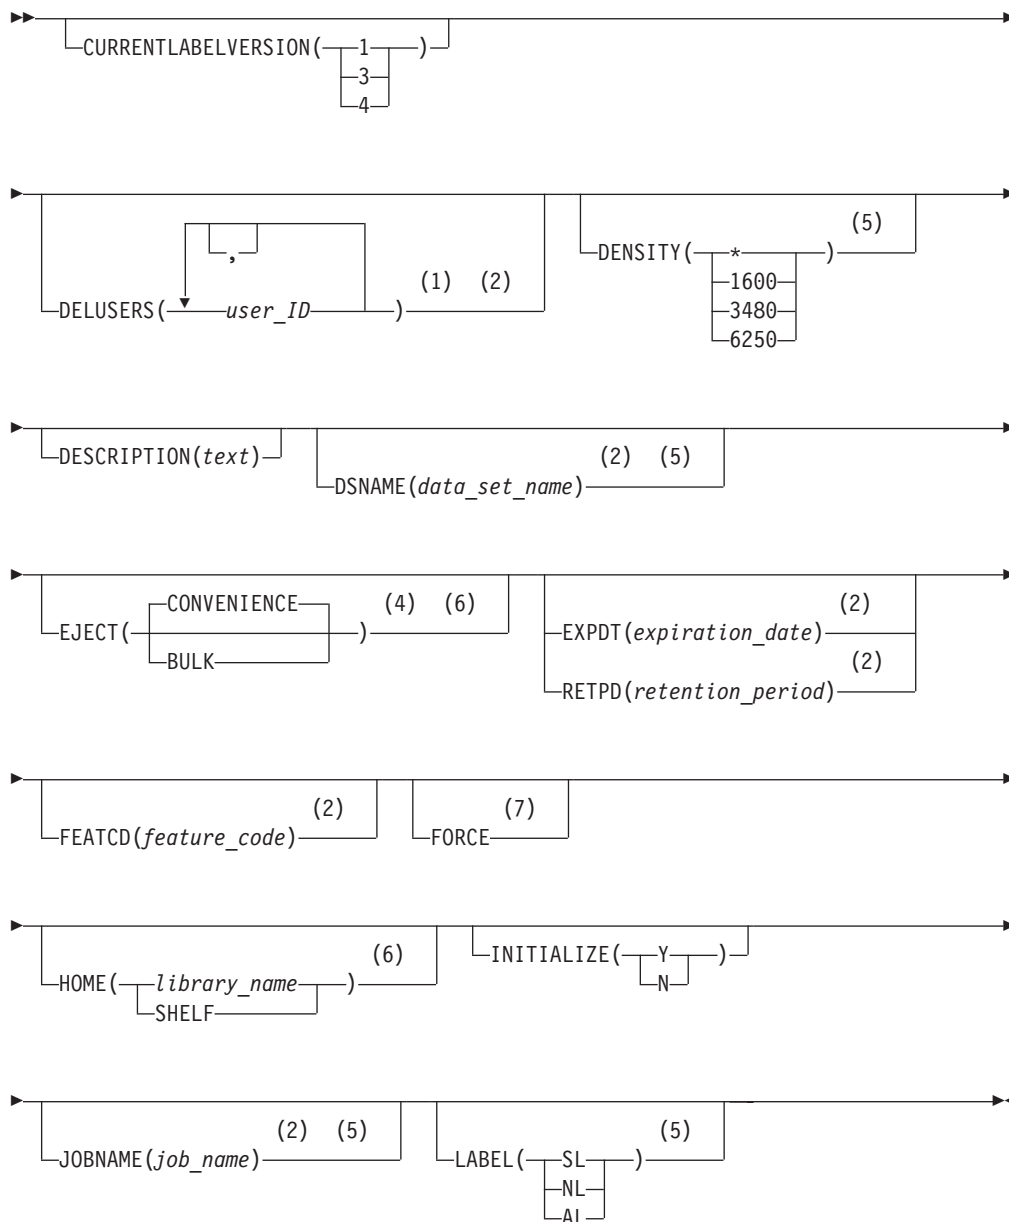 CURRENTLABELVERSION( 1 )
3
4
,
(1) (2)
DELUSERS( user_ID )
(5)
DENSITY( * )
1600
3480
6250
DESCRIPTION(text)
(2) (5)
DSNAME(data_set_name)
CONVENIENCE
(4) (6)
EJECT( )
BULK
(2)
EXPDT(expiration_date)
(2)
RETPD(retention_period)
(2)
FEATCD(feature_code)
(7)
FORCE
(6)
HOME( library_name )
SHELF
INITIALIZE( Y )
N
(2) (5)
JOBNAME(job_name)
(5)
LABEL( SL )
NL
AL